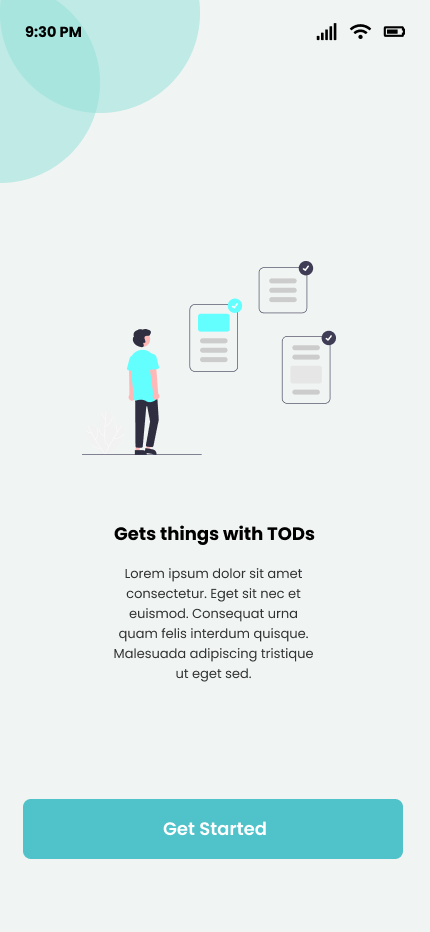 9:30 PM
Gets things with TODs
Lorem ipsum dolor sit amet
consectetur. Eget sit nec et
euismod. Consequat urna
quam felis interdum quisque.
Malesuada adipiscing tristique
ut eget sed.
Get Started